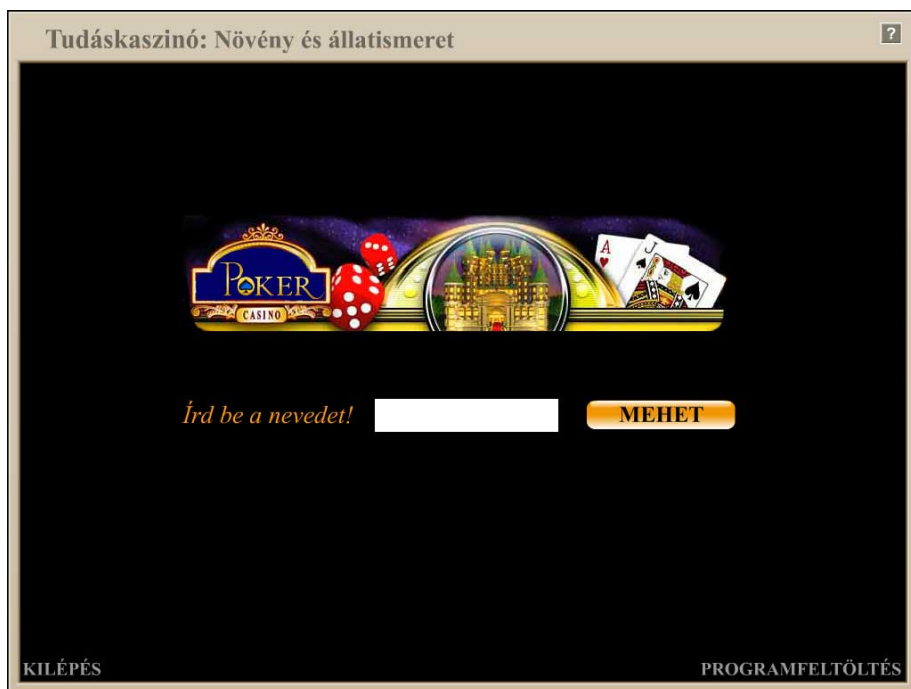 Tudáskaszinó: Növény és állatismeret
?
POKER
CASINO
A
J
Írd be a nevedet!
MEHET
KILÉPÉS
PROGRAMFELTÖLTÉS